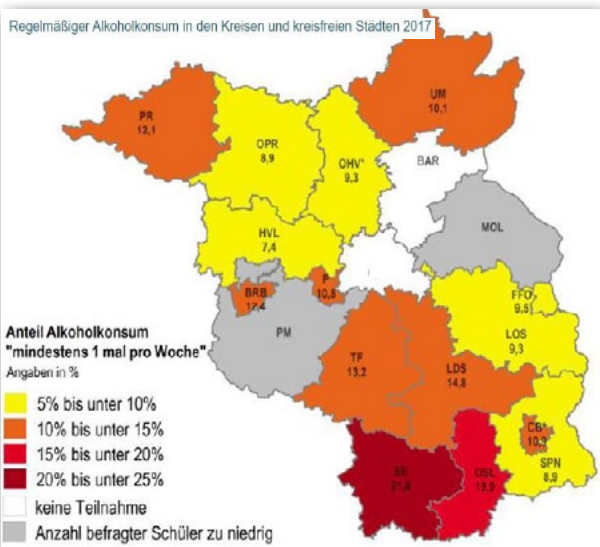 Regelmäßiger Alkoholkonsum in den Kreisen und kreisfreien Städten 2017
UM
10,1
PR
12,1
OPR
8,9
OHV*
9,3
BAR
MOL
HVL
7,4
P
10,8
BRB
12,4
PM
FFO
9,5
LOS
9,3
TF
13,2
LDS
14,8
CB*
10,3
SPN
8,9
EE
21,8
OSL
Anteil Alkoholkonsum
"mindestens 1 mal pro Woche"
Angaben in %
5% bis unter 10%
10% bis unter 15%
15% bis unter 20%
20% bis unter 25%
keine Teilnahme
Anzahl befragter Schüler zu niedrig